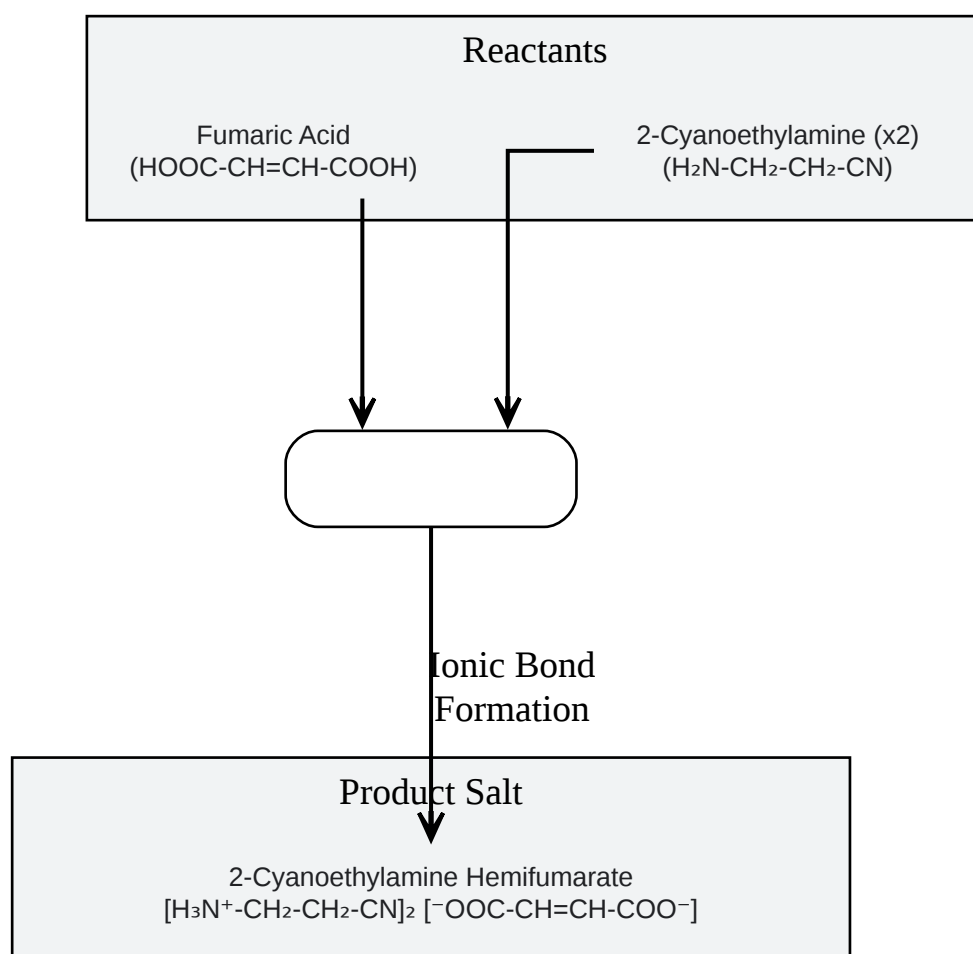 Reactants
Fumaric Acid
(HOOC-CH=CH-COOH)
2-Cyanoethylamine (x2)
(H₂N-CH₂-CH₂-CN)
Ionic Bond
Formation
Product Salt
2-Cyanoethylamine Hemifumarate
[H₃N⁺-CH₂-CH₂-CN]₂ [⁻OOC-CH=CH-COO⁻]